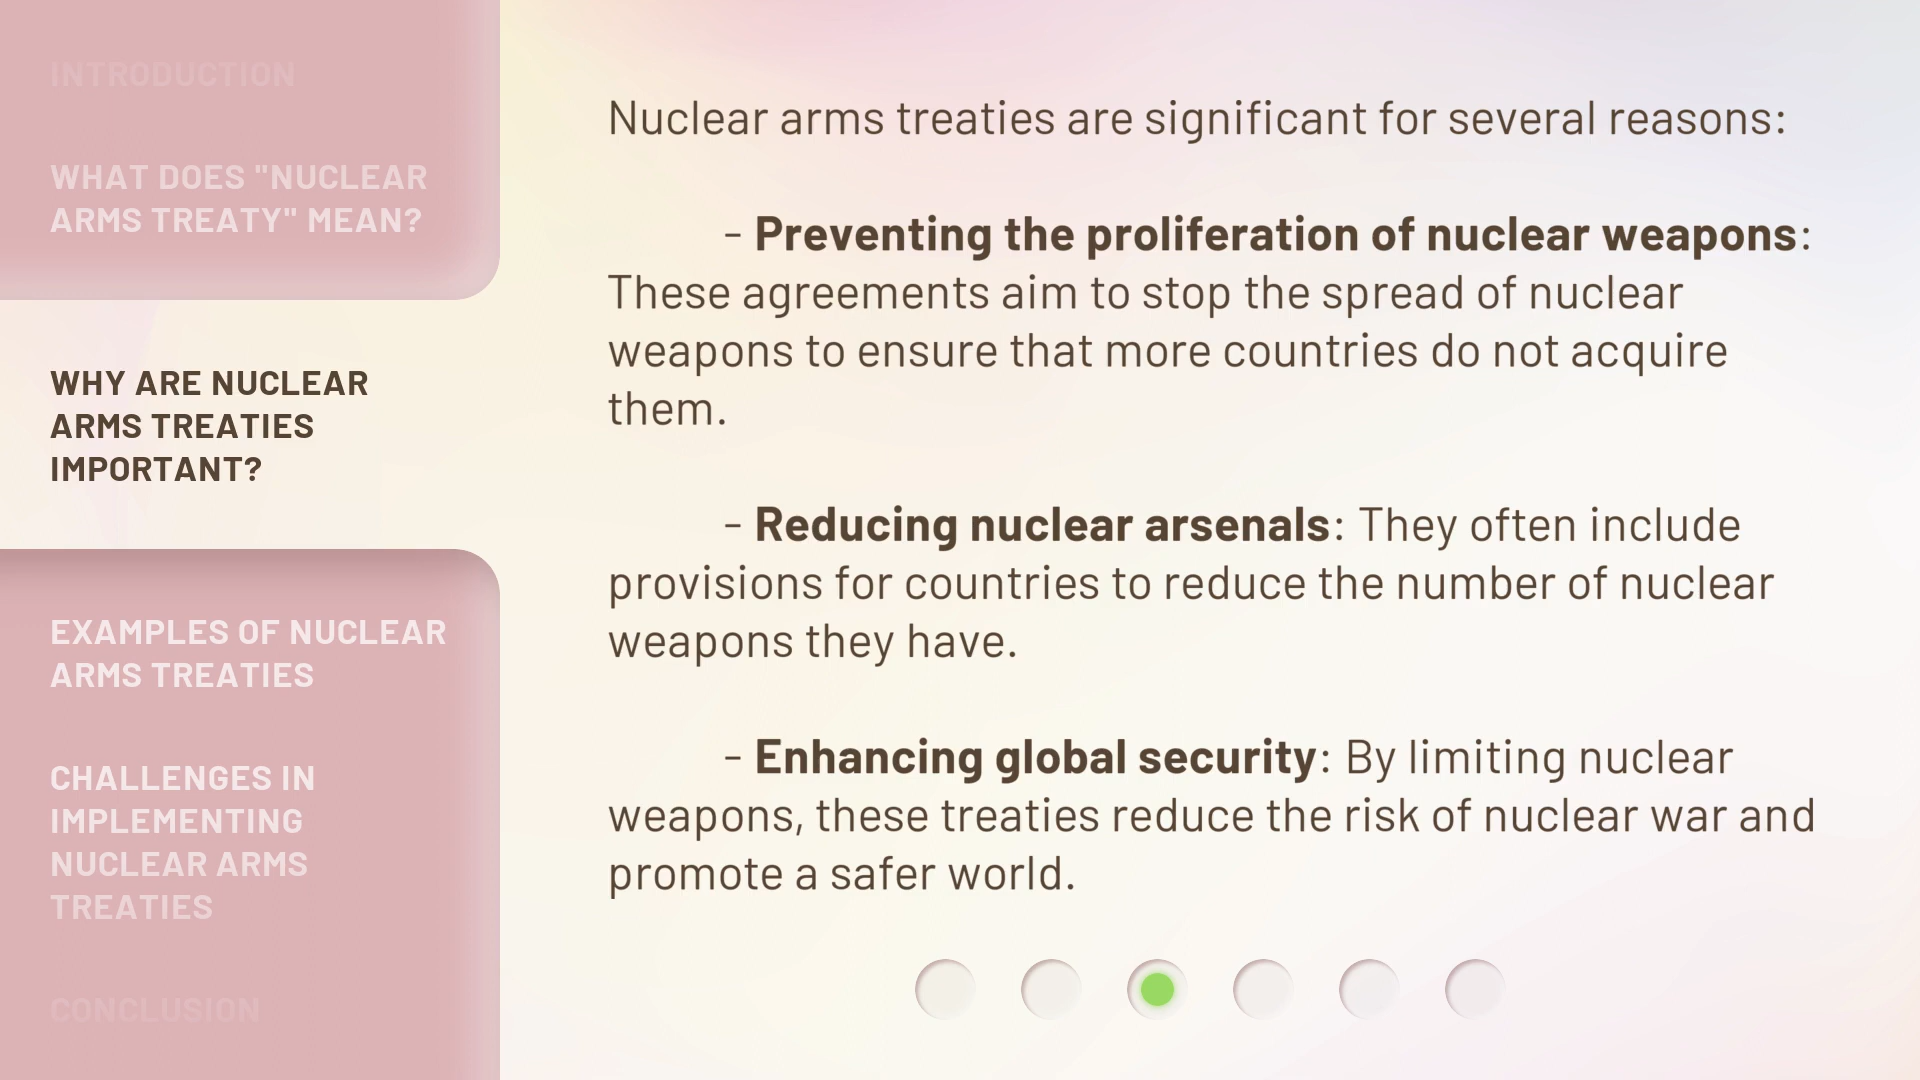 INTRODUCTION
WHAT DOES "NUCLEAR
ARMS TREATY" MEAN?
WHY ARE NUCLEAR
ARMS TREATIES
IMPORTANT?
EXAMPLES OF NUCLEAR
ARMS TREATIES
CHALLENGES IN
IMPLEMENTING
NUCLEAR ARMS
TREATIES
CONCLUSION
Nuclear arms treaties are significant for several reasons:
- Preventing the proliferation of nuclear weapons:
These agreements aim to stop the spread of nuclear
weapons to ensure that more countries do not acquire
them.
- Reducing nuclear arsenals: They often include
provisions for countries to reduce the number of nuclear
weapons they have.
- Enhancing global security: By limiting nuclear
weapons, these treaties reduce the risk of nuclear war and
promote a safer world.